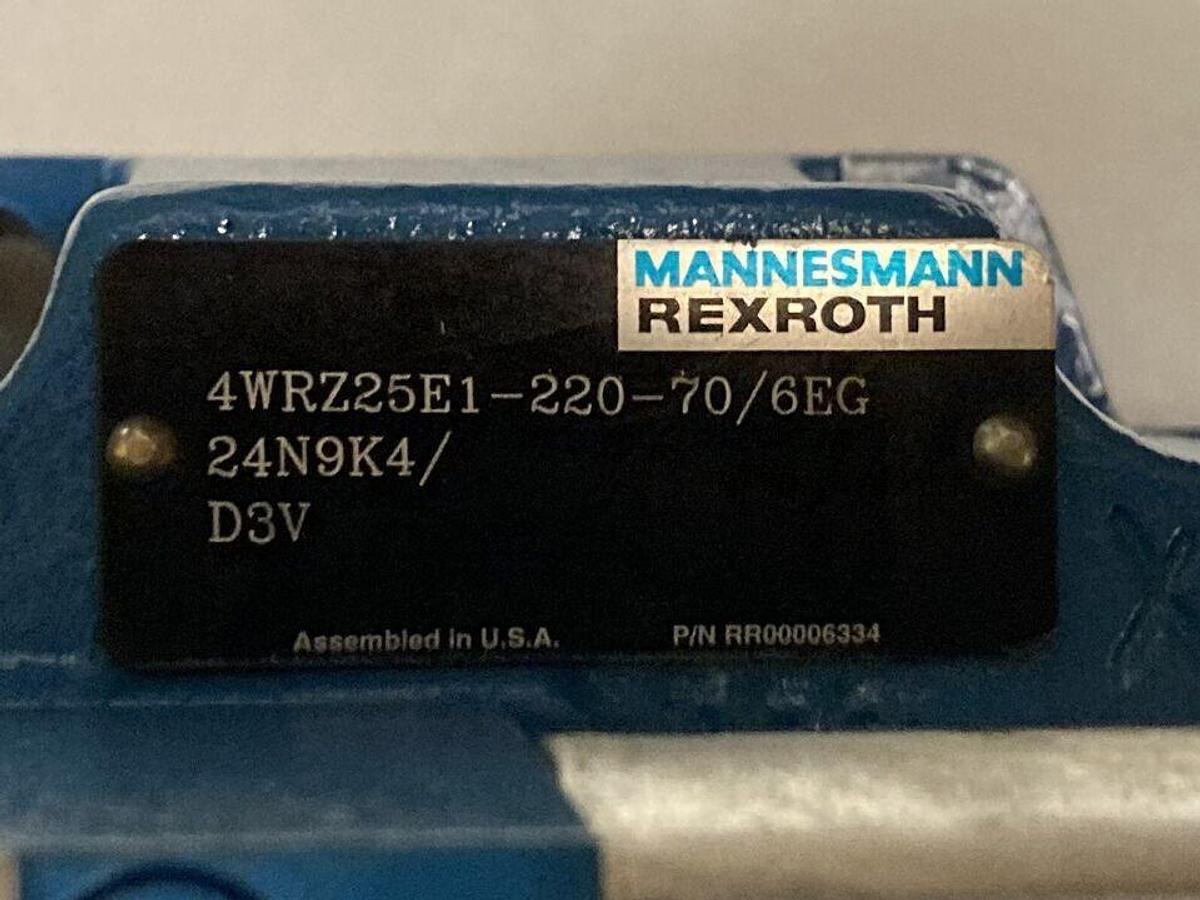 MANNESMANN
REXROTH
4WRZ25E1-220-70/6EG
24N9K4/
D3V
Assembled in U.S.A. P/N RR00006334